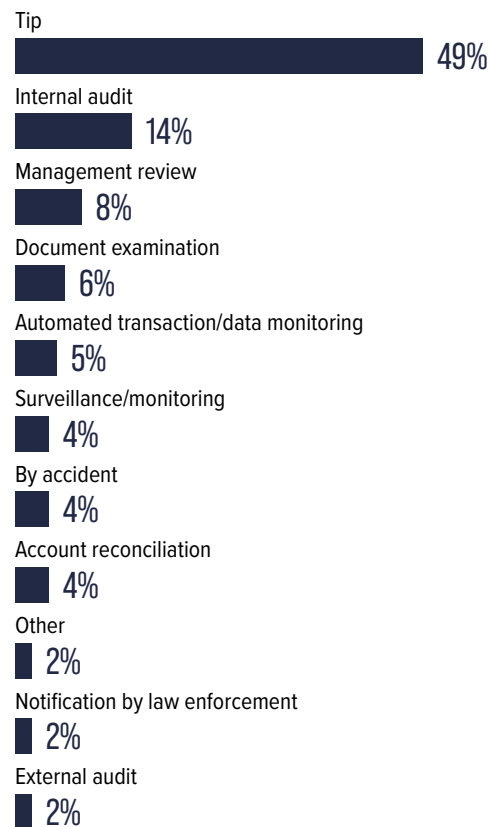 Tip
49%
Internal audit
14%
Management review
8%
Document examination
6%
Automated transaction/data monitoring
5%
Surveillance/monitoring
4%
By accident
4%
Account reconciliation
4%
Other
2%
Notification by law enforcement
2%
External audit
2%